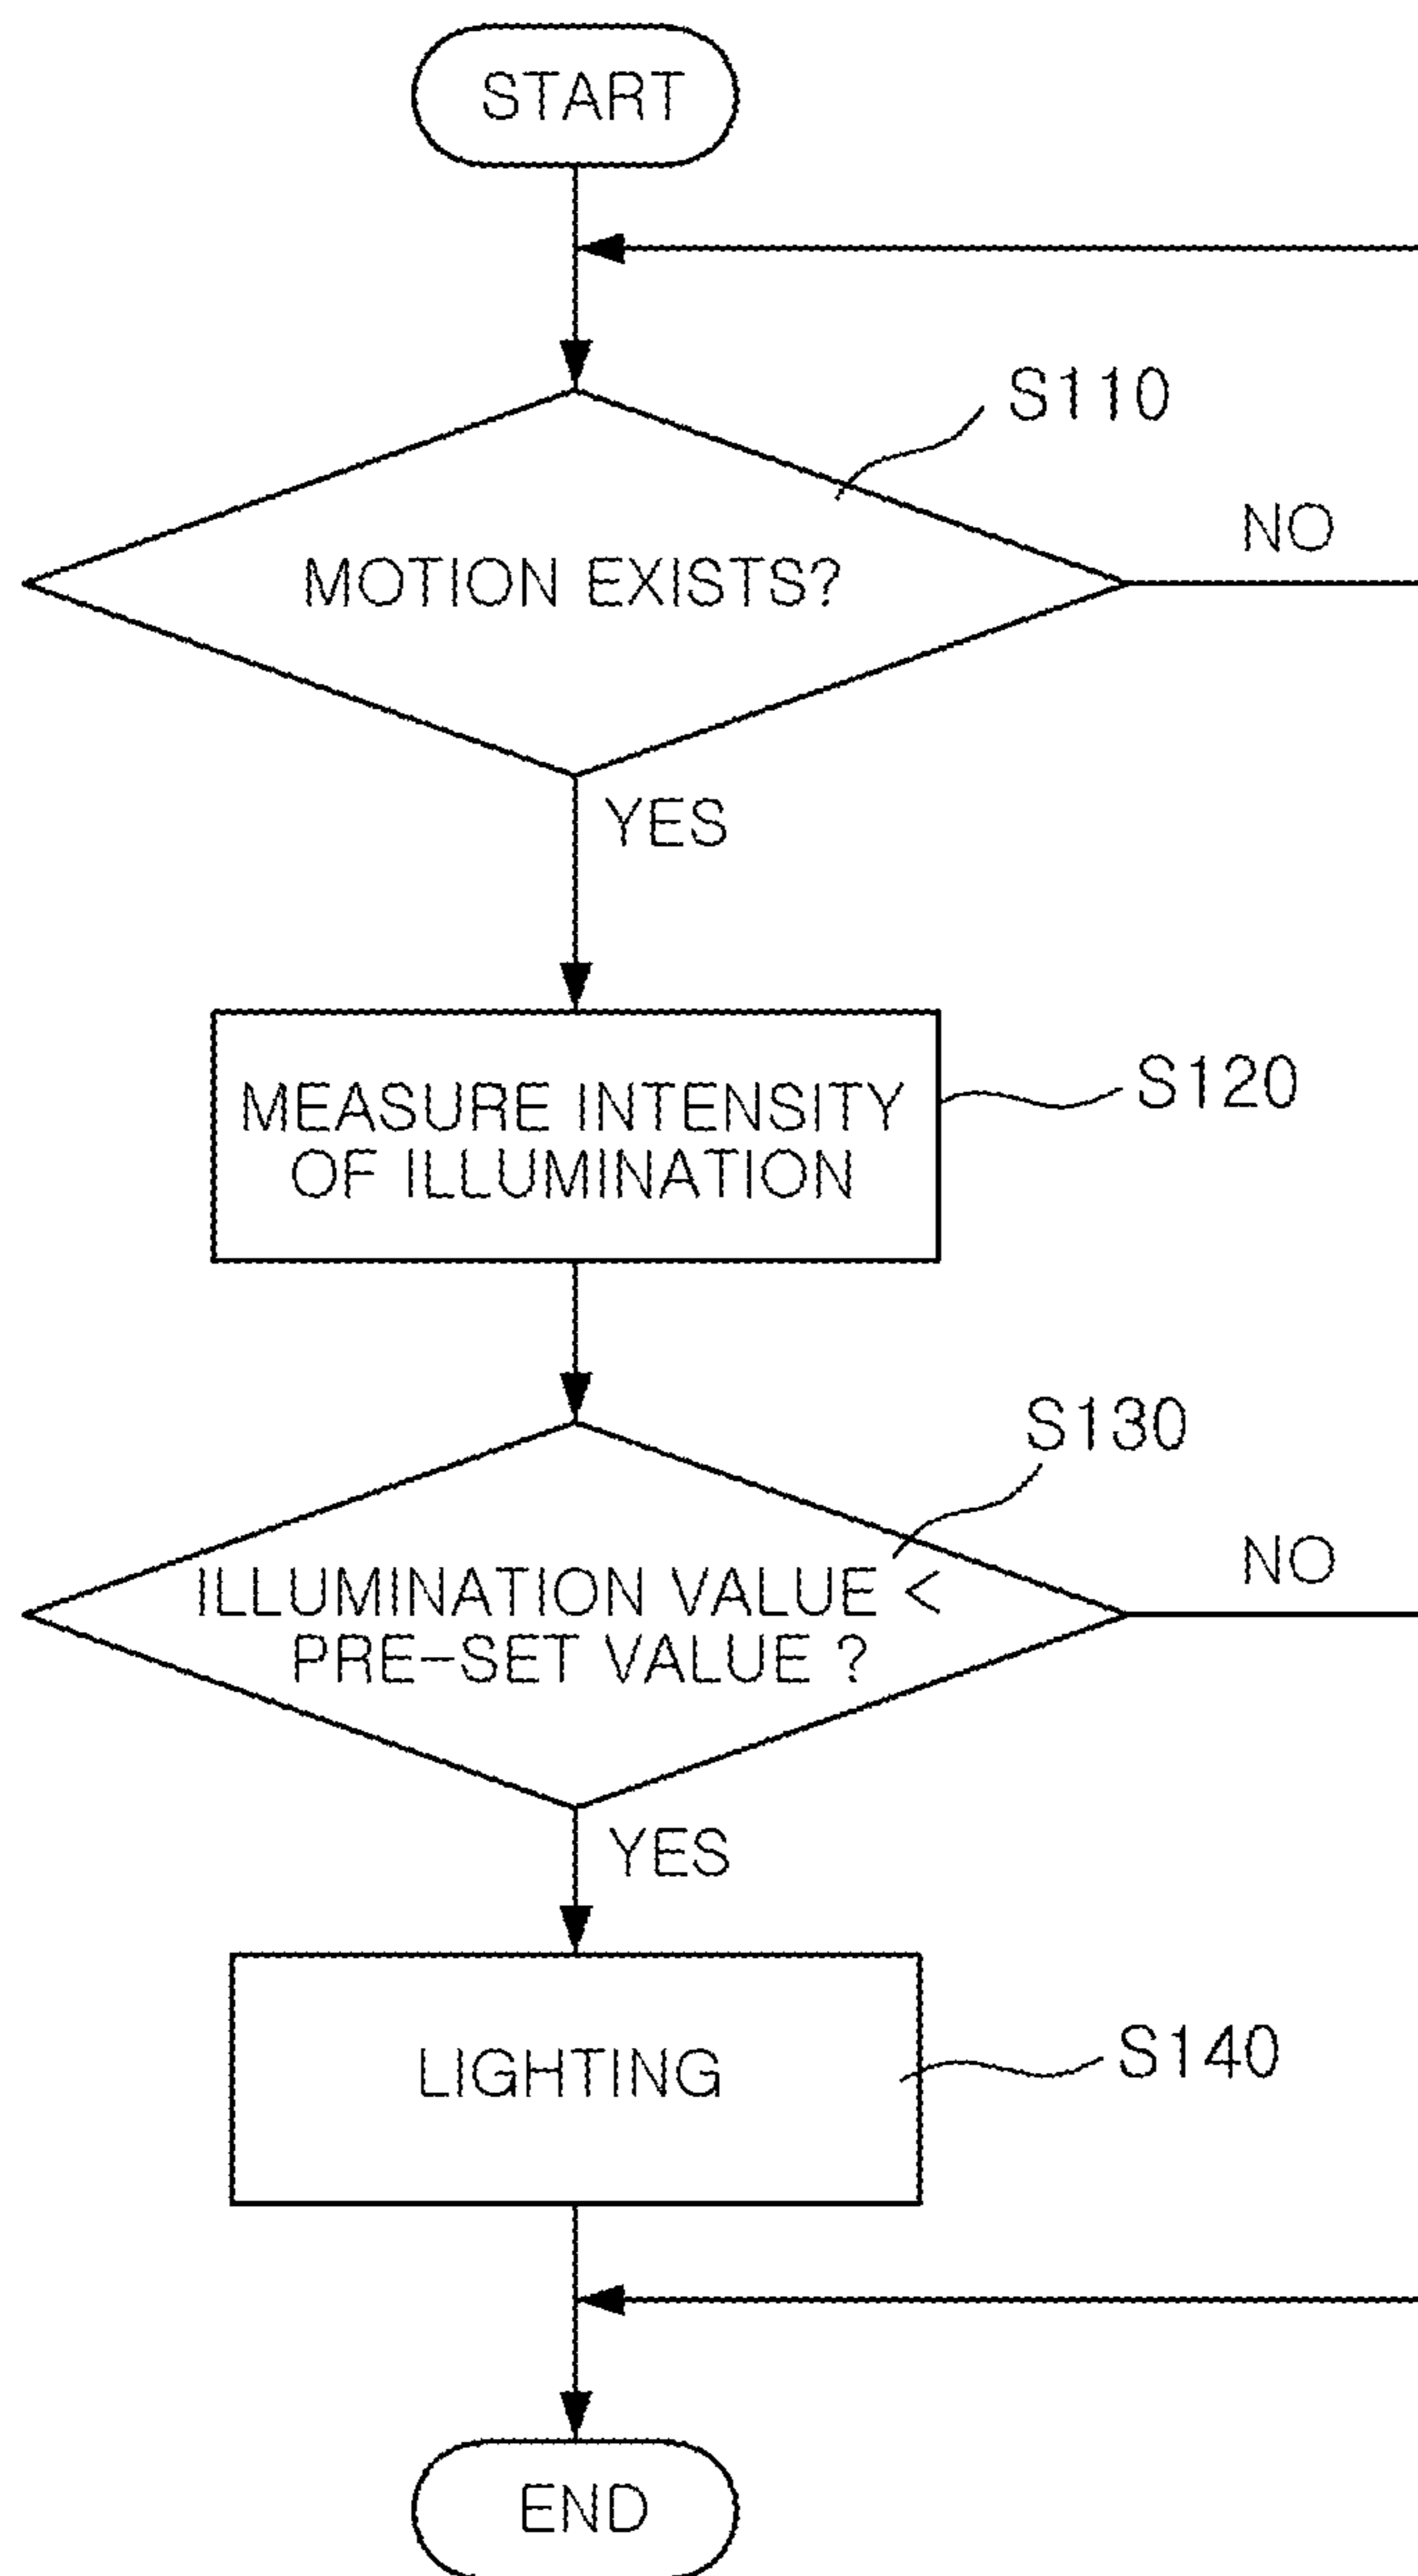 START
S110
MOTION EXISTS?
NO
YES
MEASURE INTENSITY
OF ILLUMINATION
S120
S130
ILLUMINATION VALUE <
PRE-SET VALUE ?
NO
YES
LIGHTING
S140
END